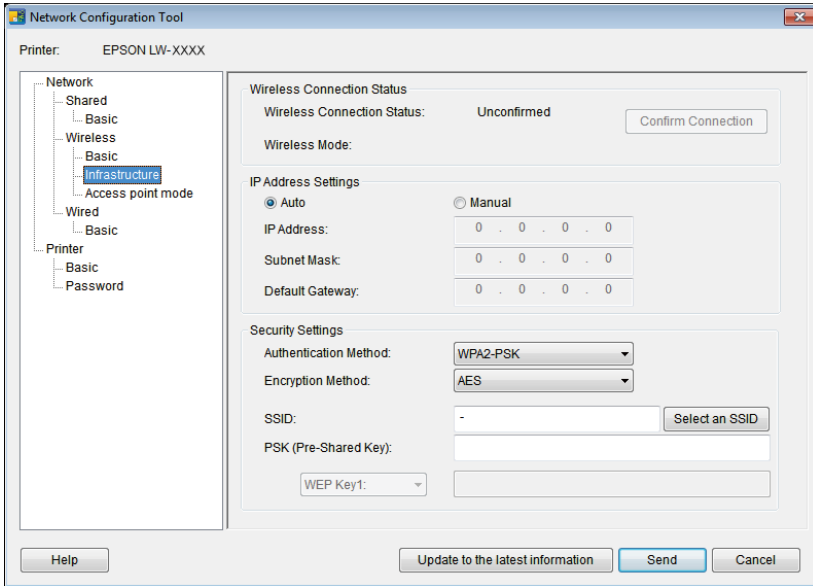 Network Configuration Tool
Printer: EPSON LW-XXXX
Network
Shared
Basic
Wireless
Basic
Infrastructure
Access point mode
Wired
Basic
Printer
Basic
Password
Wireless Connection Status
Wireless Connection Status: Unconfirmed
Confirm Connection
Wireless Mode:
IP Address Settings
Auto Manual
IP Address: 0 . 0 . 0 . 0
Subnet Mask: 0 . 0 . 0 . 0
Default Gateway: 0 . 0 . 0 . 0
Security Settings
Authentication Method: WPA2-PSK
Encryption Method: AES
SSID: - Select an SSID
PSK (Pre-Shared Key):
WEP Key1:
Help Update to the latest information Send Cancel